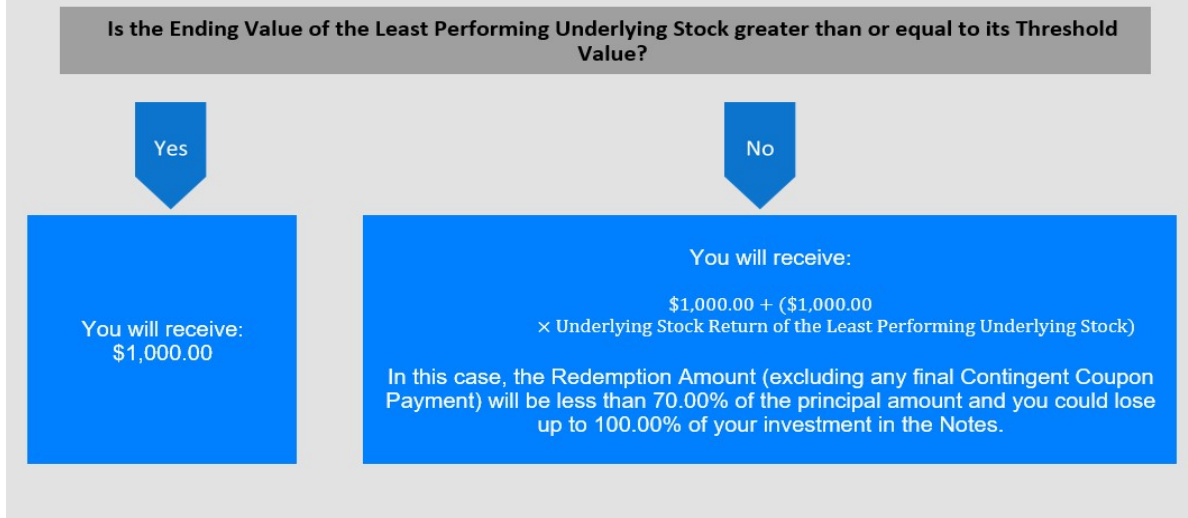 Is the Ending Value of the Least Performing Underlying Stock greater than or equal to its Threshold
Value?
Yes
No
You will receive:
$1,000.00
You will receive:
$1,000.00 + ($1,000.00
× Underlying Stock Return of the Least Performing Underlying Stock)
In this case, the Redemption Amount (excluding any final Contingent Coupon
Payment) will be less than 70.00% of the principal amount and you could lose
up to 100.00% of your investment in the Notes.